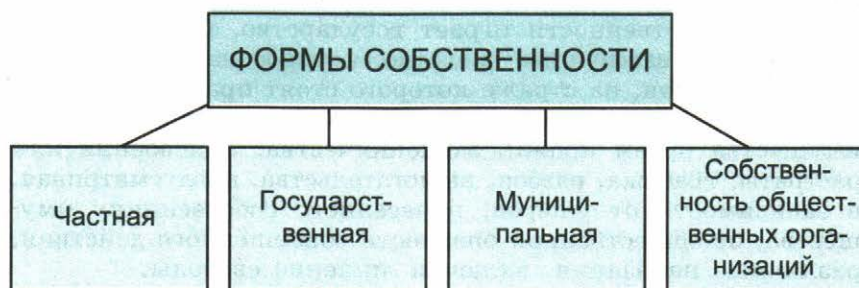 ФОРМЫ СОБСТВЕННОСТИ
Частная
Государст-
венная
Муници-
пальная
Собствен-
ность общест-
венных орга-
низаций